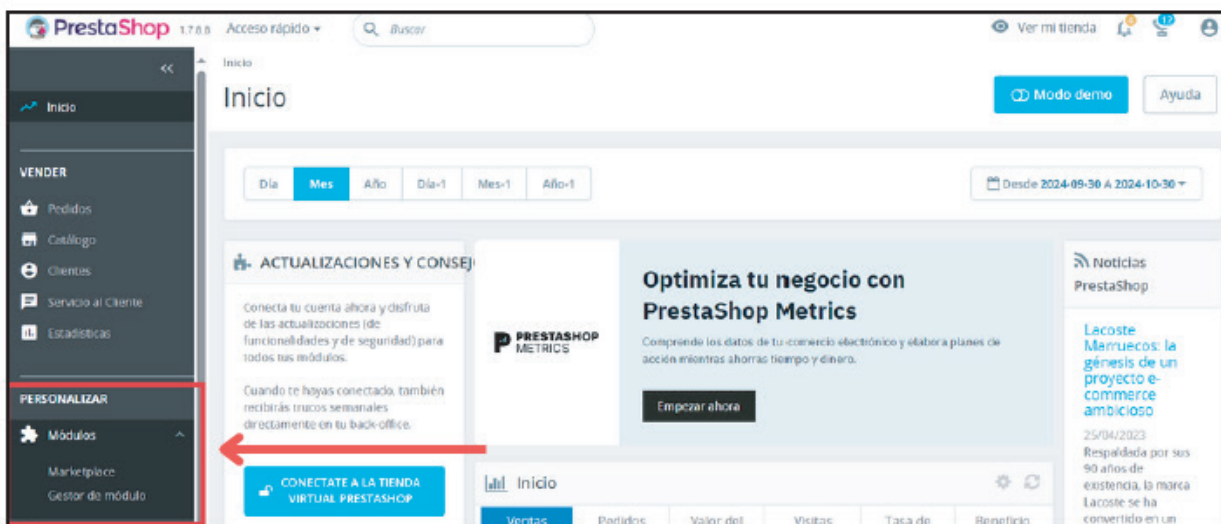 PrestaShop 1.7.8.8 Acceso rápido Buscar Ver mi tienda
Inicio
Inicio
Modo demo Ayuda
Inicio
VENDER
Pedidos
Catálogo
Clientes
Servicio al Cliente
Estadísticas
PERSONALIZAR
Módulos
Marketplace
Gestor de módulo
Día Mes Año Día-1 Mes-1 Año-1
Desde 2024-09-30 A 2024-10-30
ACTUALIZACIONES Y CONSEJ
Conecta tu cuenta ahora y disfruta
de las actualizaciones (de
funcionalidades y de seguridad) para
todos tus módulos.
Cuando te hayas conectado, también
recibirás trucos semanales
directamente en tu back-office.
CONECTATE A LA TIENDA
VIRTUAL PRESTASHOP
PRESTASHOP
METRICS
Optimiza tu negocio con
PrestaShop Metrics
Comprende los datos de tu comercio electrónico y elabora planes de
acción mientras ahorras tiempo y dinero.
Empezar ahora
Inicio
Ventas Pedidos Valor del Visitas Tasa de Beneficio
Noticias
PrestaShop
Lacoste
Marruecos: la
génesis de un
proyecto e-
commerce
ambicioso
25/04/2023
Respaldada por sus
90 años de
existencia, la marca
Lacoste se ha
convertido en un